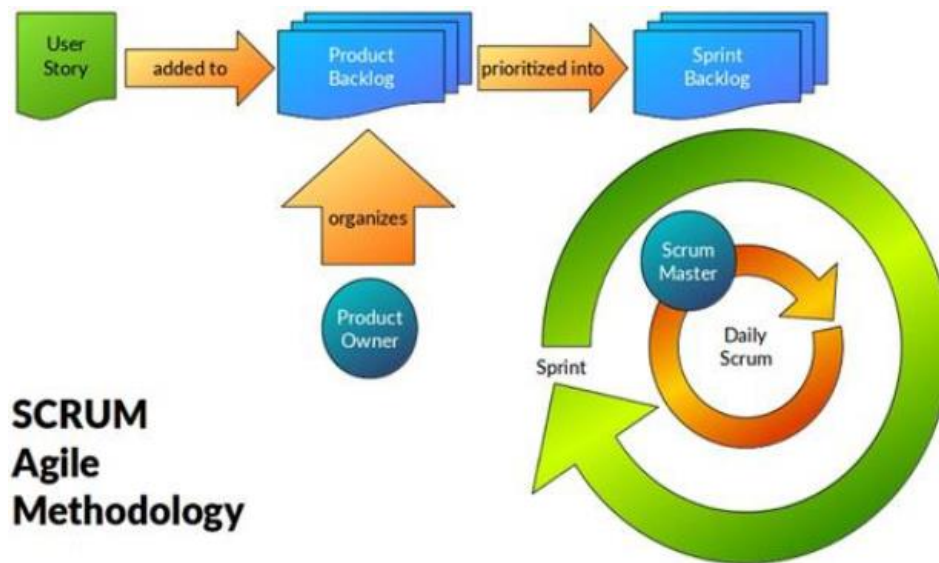 User
Story
added to
Product
Backlog
prioritized into
Sprint
Backlog
organizes
Product
Owner
Scrum
Master
Daily
Scrum
Sprint
SCRUM
Agile
Methodology